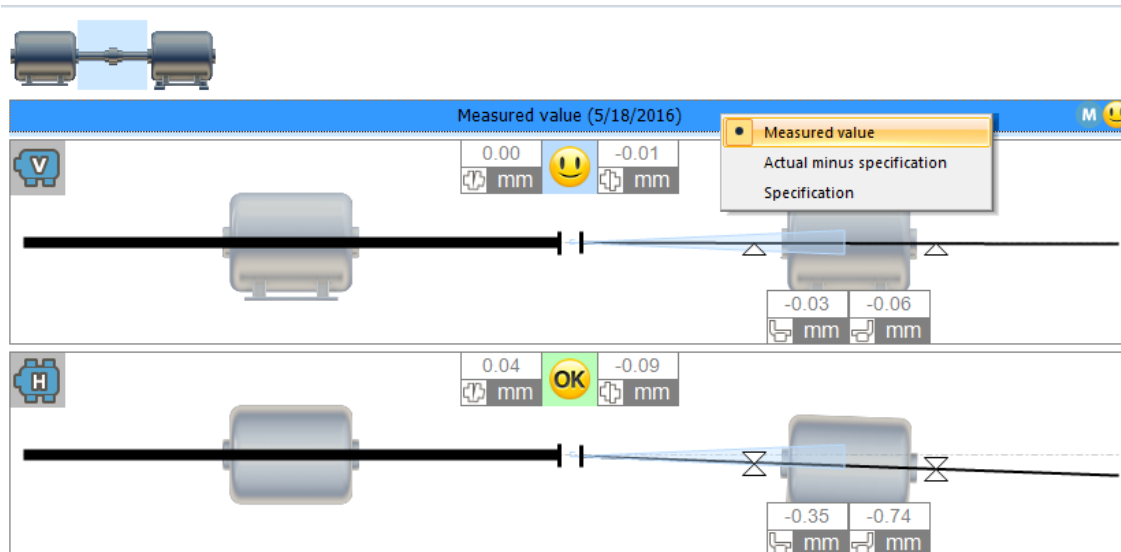 Measured value (5/18/2016)
M
Measured value
Actual minus specification
Specification
V
0.00 -0.01
mm mm
-0.03 -0.06
mm mm
H
0.04 OK -0.09
mm mm
-0.35 -0.74
mm mm